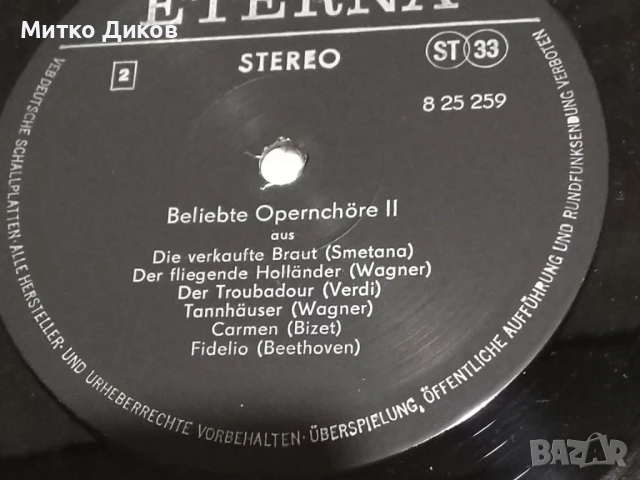 Митко Диков
ETERNA
2
STEREO
ST 33
8 25 259
Beliebte Opernchöre II
aus
Die verkaufte Braut (Smetana)
Der fliegende Holländer (Wagner)
Der Troubadour (Verdi)
Tannhäuser (Wagner)
Carmen (Bizet)
Fidelio (Beethoven)
VEB DEUTSCHE SCHALLPLATTEN · ALLE HERSTELLER- UND URHEBERRECHTE VORBEHALTEN · ÜBERSPIELUNG, ÖFFENTLICHE AUFFÜHRUNG UND RUNDFUNKSENDUNG VERBOTEN
BAZAR